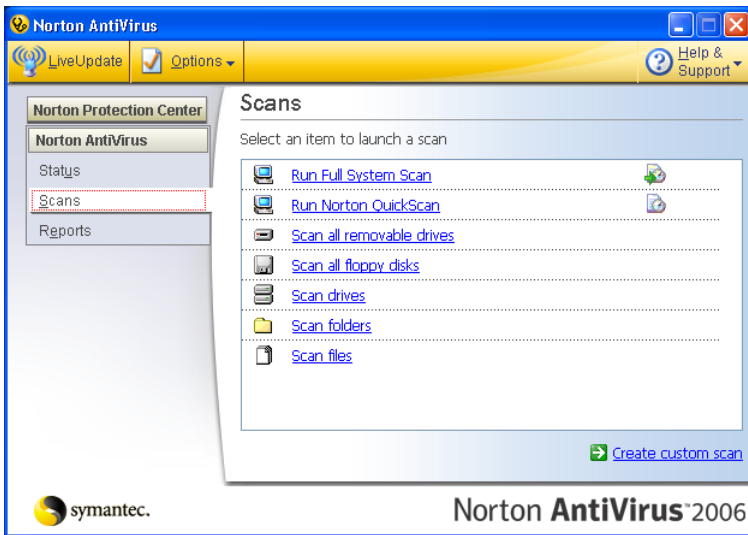 Norton AntiVirus
LiveUpdate Options Help & Support
Norton Protection Center
Norton AntiVirus
Status
Scans
Reports
Scans
Select an item to launch a scan
Run Full System Scan
Run Norton QuickScan
Scan all removable drives
Scan all floppy disks
Scan drives
Scan folders
Scan files
Create custom scan
symantec.
Norton AntiVirus™2006